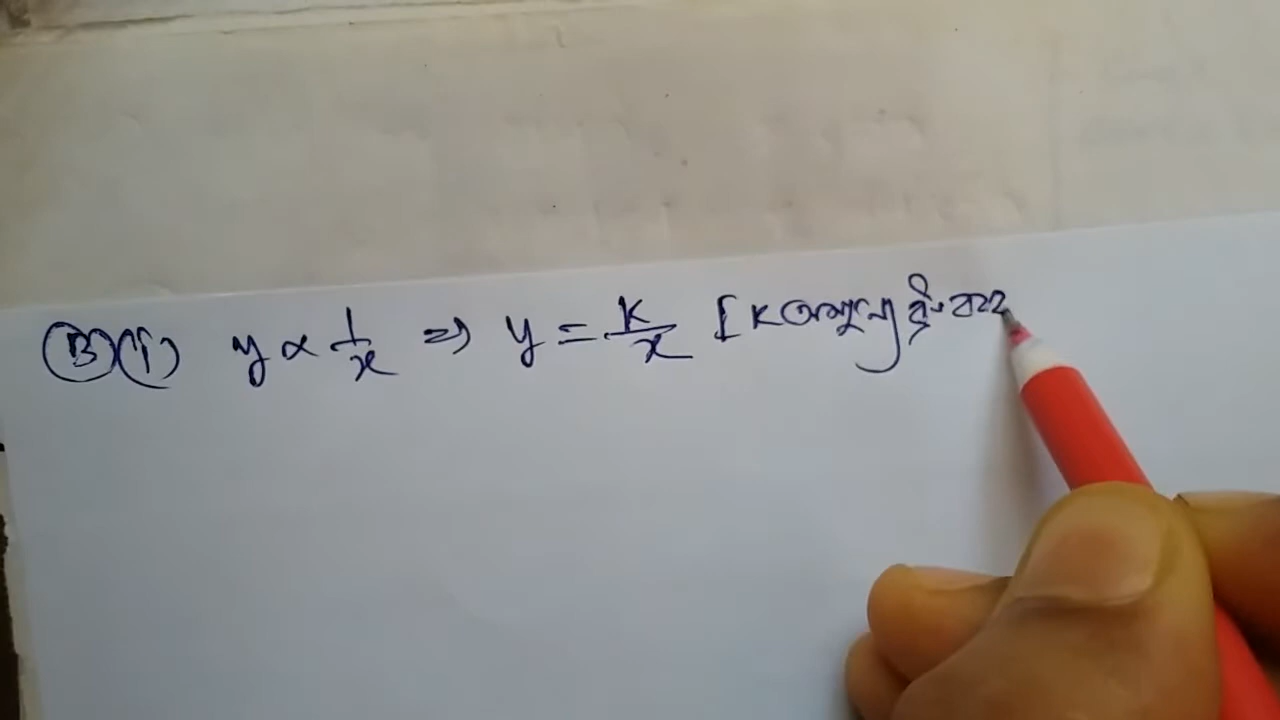 (B)(i) y ∝ 1/x ⇒ y = K/x [K অশূন্য